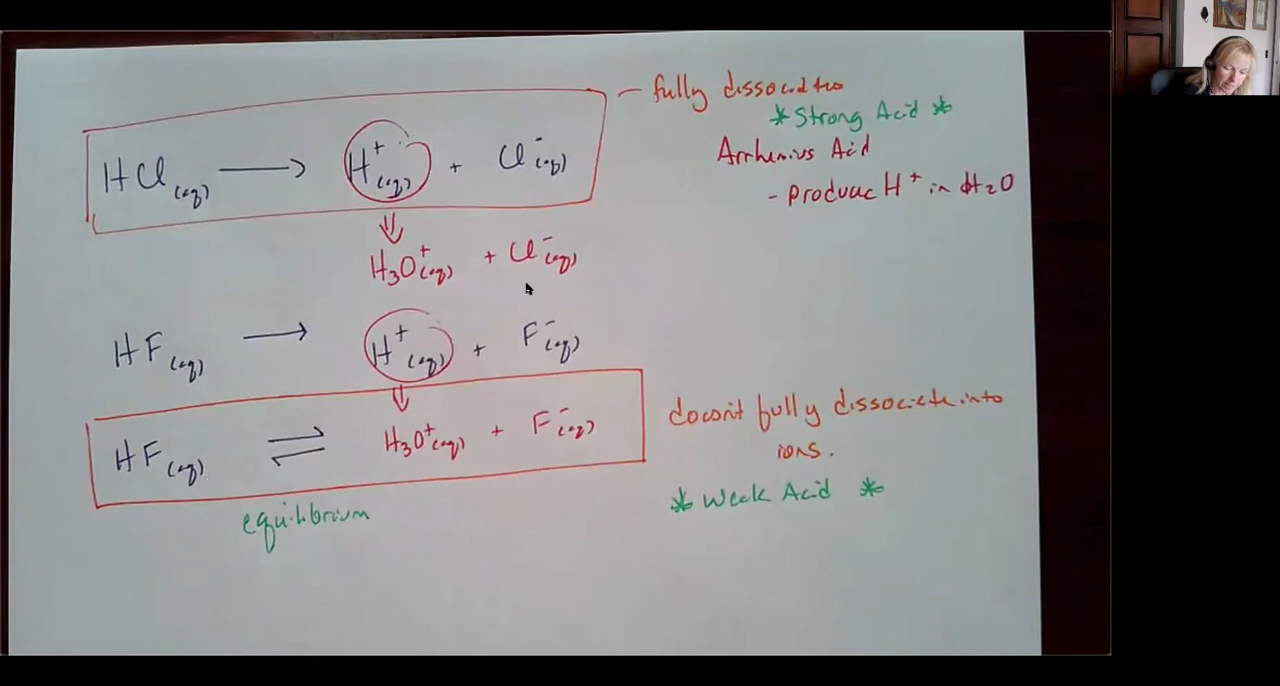 – fully dissociates
* Strong Acid *
HCl(aq) ⟶ H⁺(aq) + Cl⁻(aq)
Arrhenius Acid
- Produce H⁺ in H₂O
⇓
H₃O⁺(aq) + Cl⁻(aq)
HF(aq) ⟶ H⁺(aq) + F⁻(aq)
⇓
HF(aq) ⇌ H₃O⁺(aq) + F⁻(aq)
doesn't fully dissociate into
ions.
* Weak Acid *
equilibrium